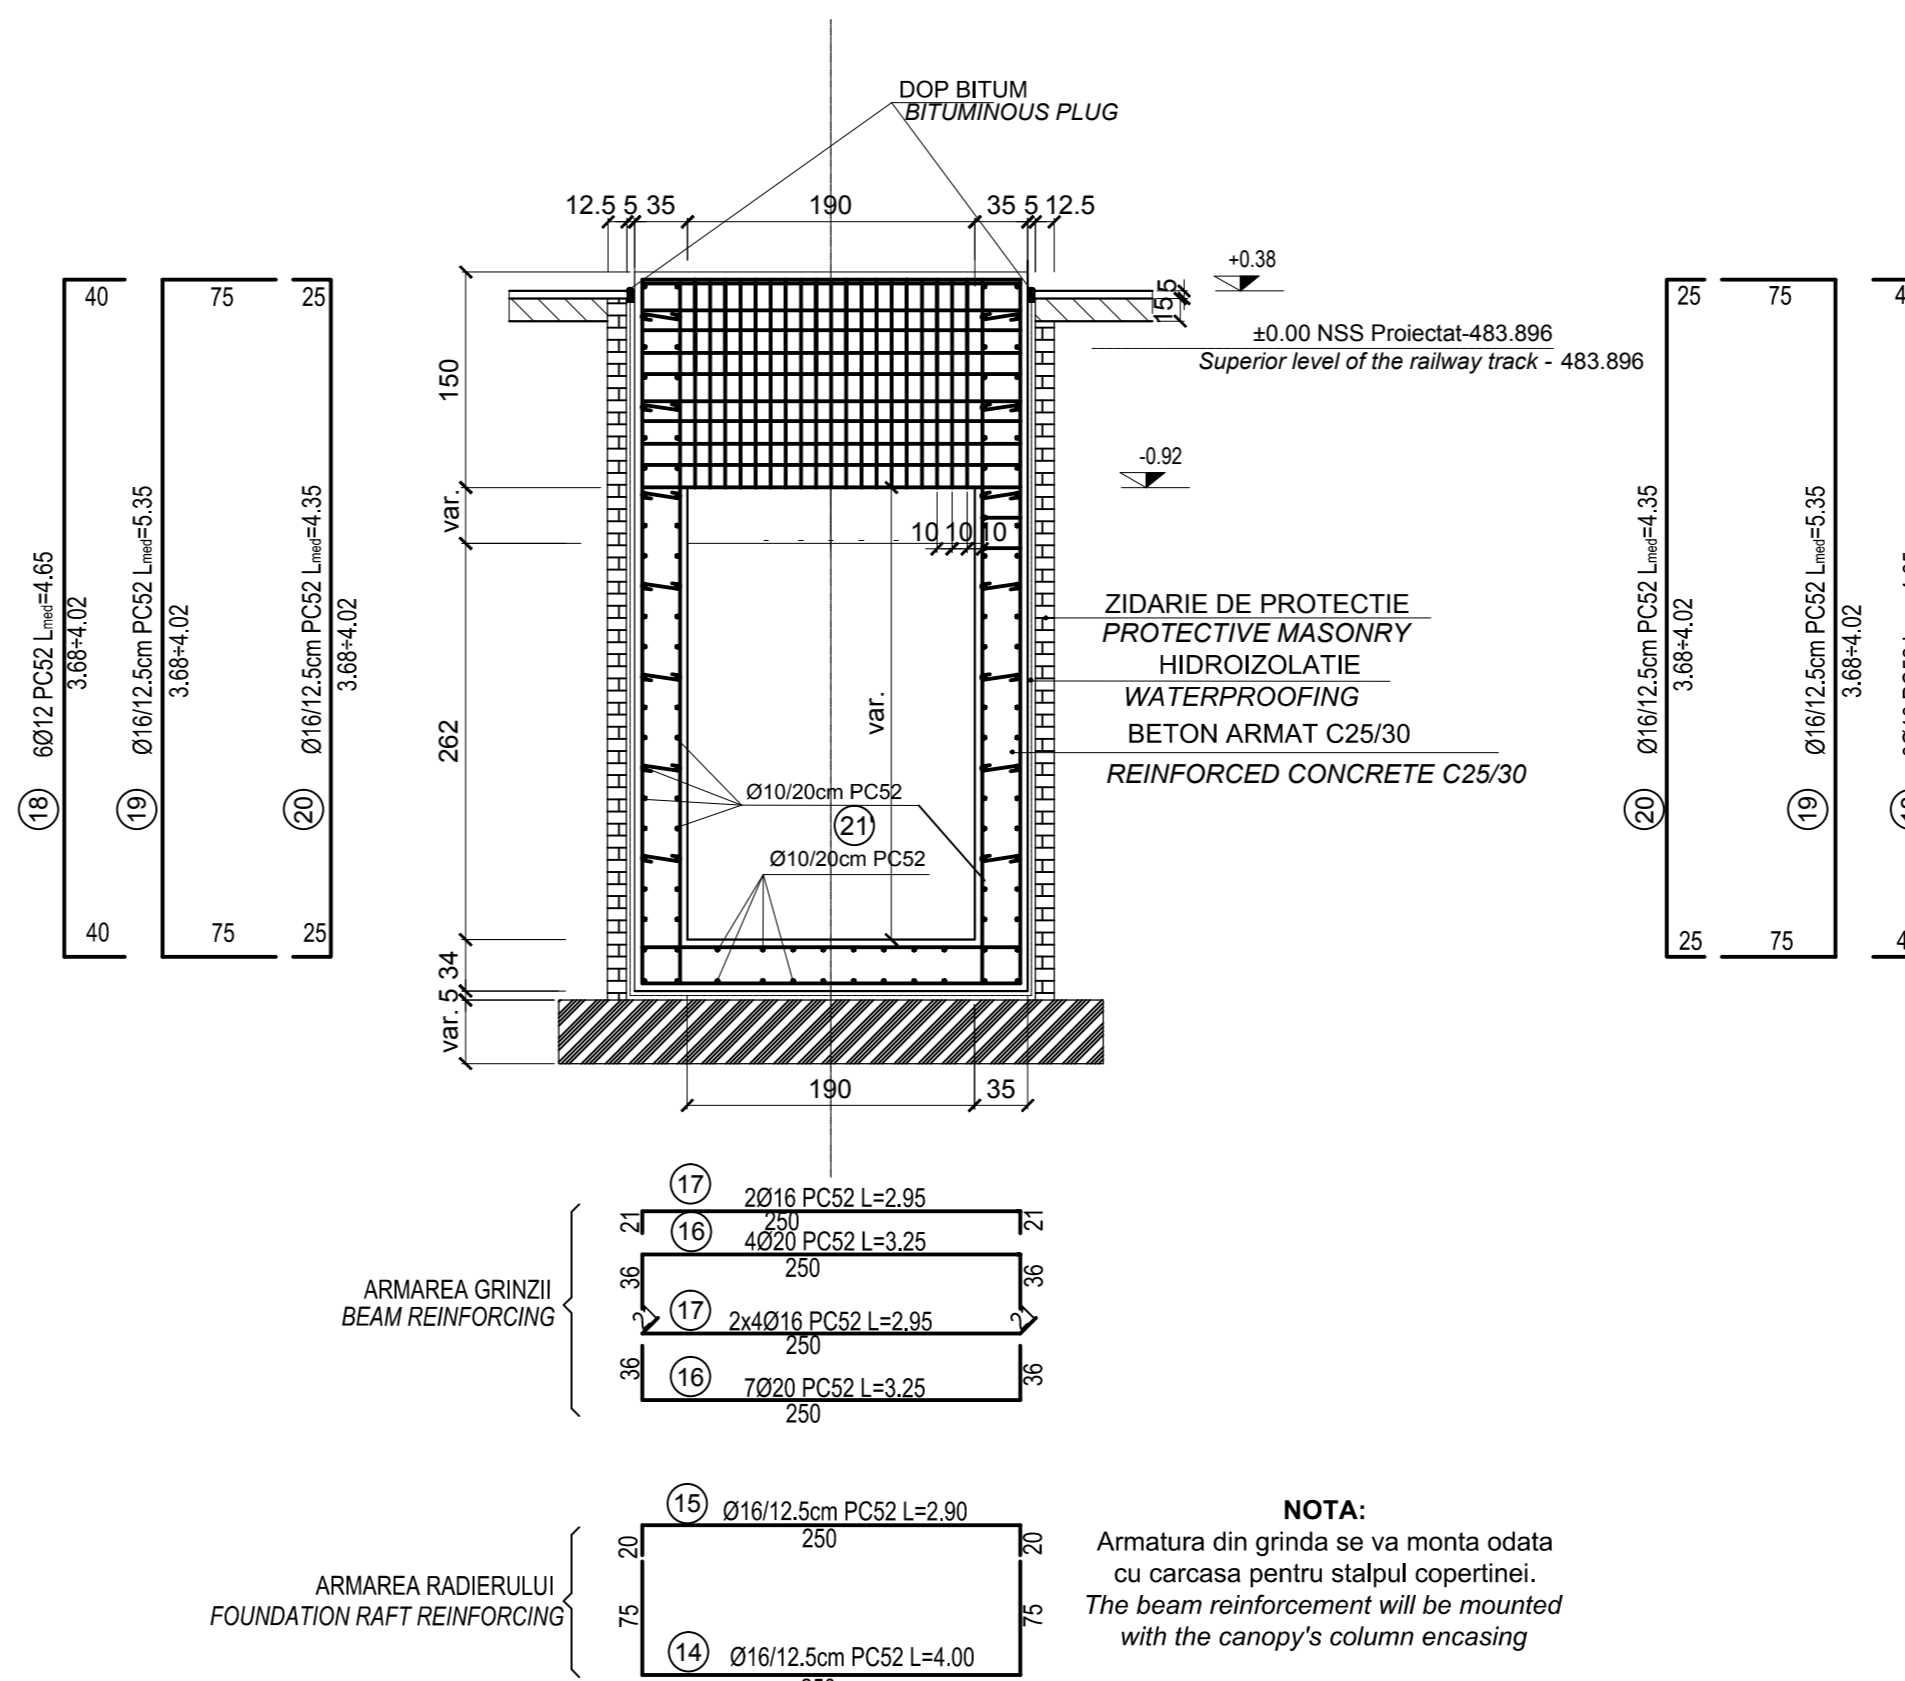 DOP BITUM
BITUMINOUS PLUG
12.5 5 35 190 35 5 12.5
+0.38
5
15
±0.00 NSS Proiectat-483.896
Superior level of the railway track - 483.896
-0.92
150
var.
262
34
5
var.
10 10 10
var.
ZIDARIE DE PROTECTIE
PROTECTIVE MASONRY
HIDROIZOLATIE
WATERPROOFING
BETON ARMAT C25/30
REINFORCED CONCRETE C25/30
Ø10/20cm PC52
21
Ø10/20cm PC52
190 35
40 75 25
18 6Ø12 PC52 Lmed=4.65
3.68÷4.02
19 Ø16/12.5cm PC52 Lmed=5.35
3.68÷4.02
20 Ø16/12.5cm PC52 Lmed=4.35
3.68÷4.02
40 75 25
25 75 4
20 Ø16/12.5cm PC52 Lmed=4.35
3.68÷4.02
19 Ø16/12.5cm PC52 Lmed=5.35
3.68÷4.02
25 75 4
ARMAREA GRINZII
BEAM REINFORCING
17 2Ø16 PC52 L=2.95
21 250 21
16 4Ø20 PC52 L=3.25
36 250 36
17 2x4Ø16 PC52 L=2.95
250
36 16 7Ø20 PC52 L=3.25 36
250
ARMAREA RADIERULUI
FOUNDATION RAFT REINFORCING
15 Ø16/12.5cm PC52 L=2.90
20 250 20
75 75
14 Ø16/12.5cm PC52 L=4.00
NOTA:
Armatura din grinda se va monta odata
cu carcasa pentru stalpul copertinei.
The beam reinforcement will be mounted
with the canopy's column encasing